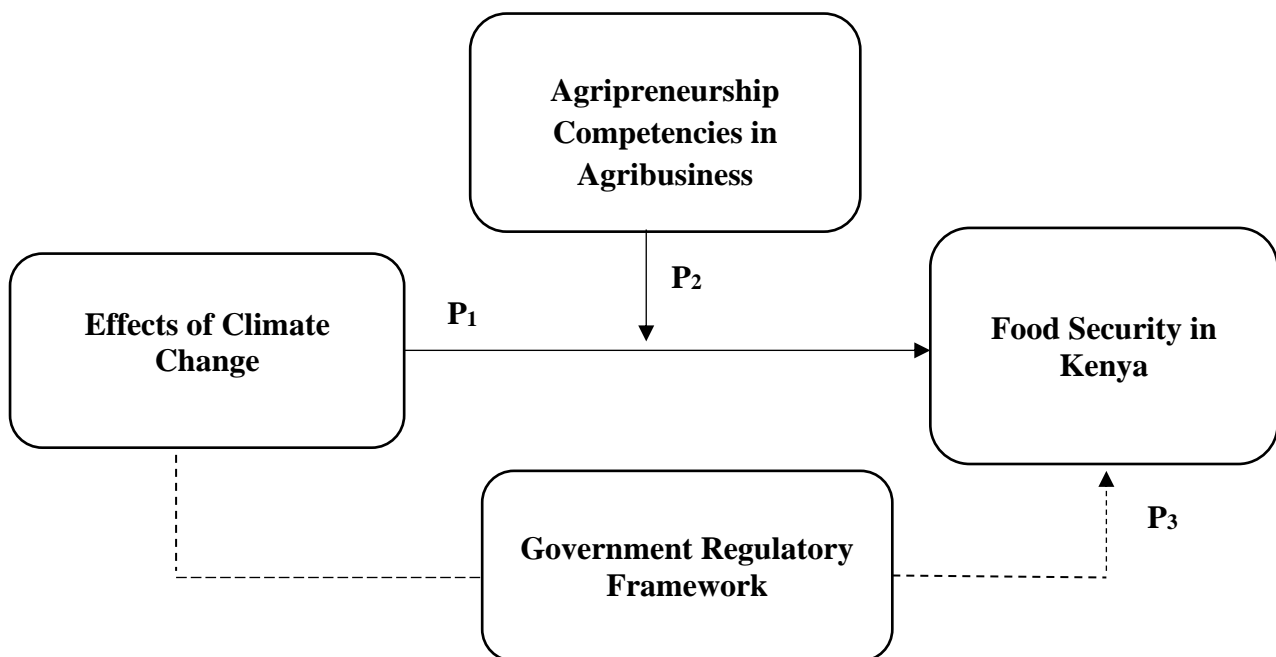 Agripreneurship
Competencies in
Agribusiness
P₂
P₁
Effects of Climate
Change
Food Security in
Kenya
P₃
Government Regulatory
Framework